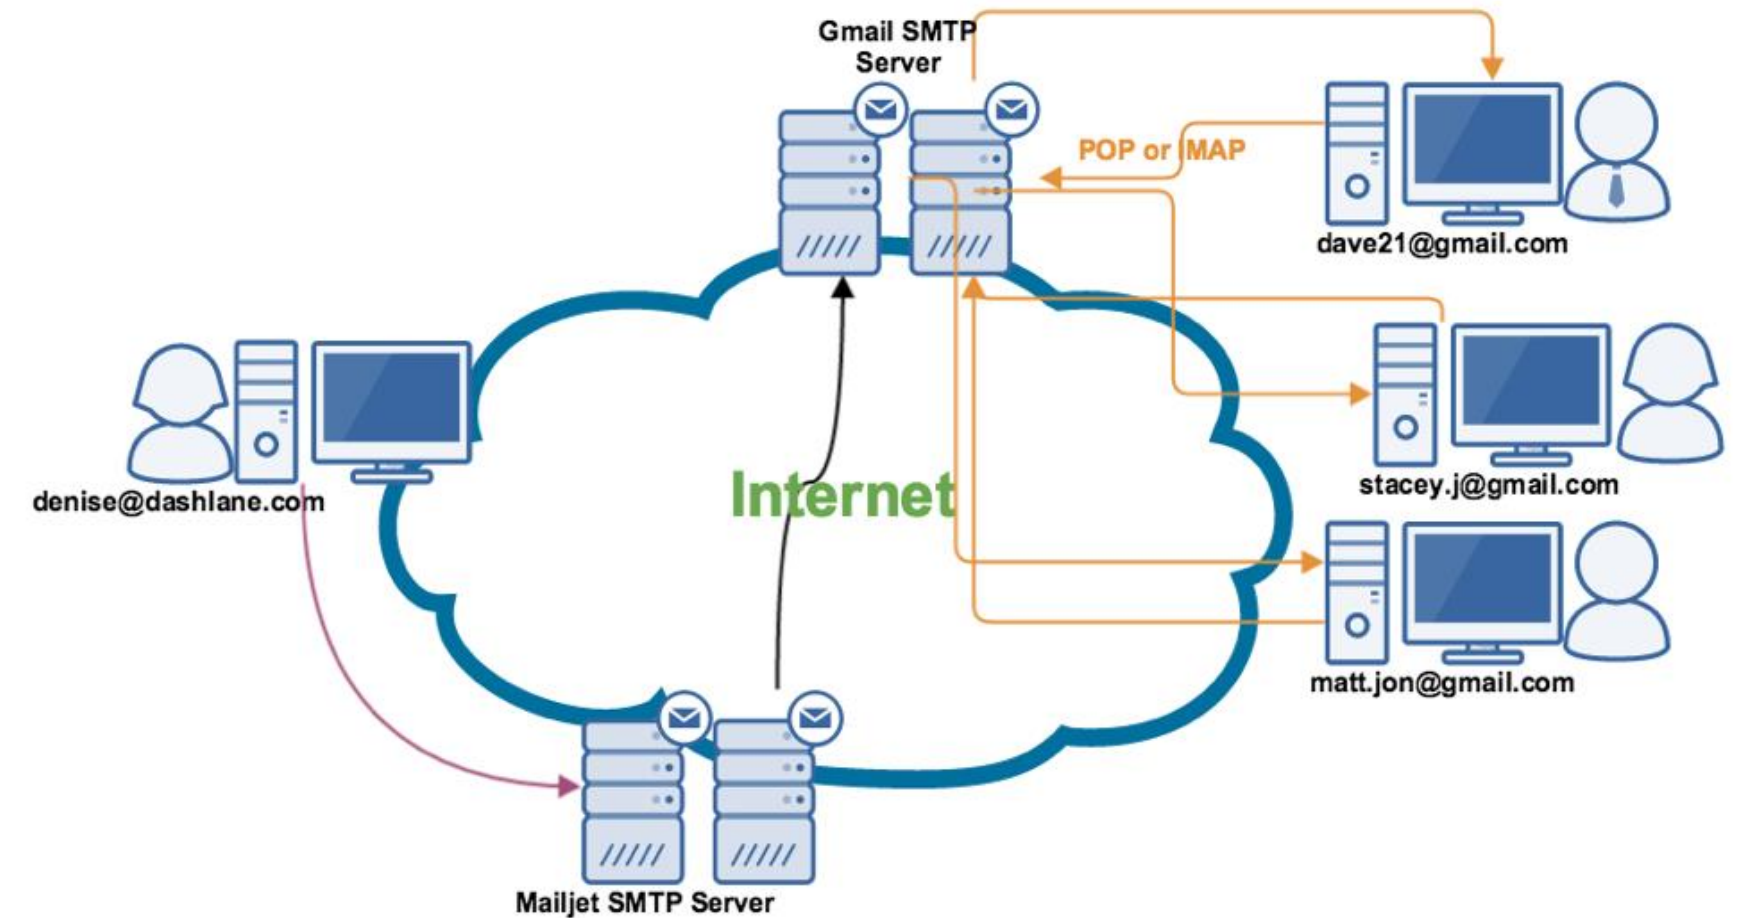 Gmail SMTP
Server
POP or IMAP
dave21@gmail.com
denise@dashlane.com
Internet
stacey.j@gmail.com
matt.jon@gmail.com
Mailjet SMTP Server